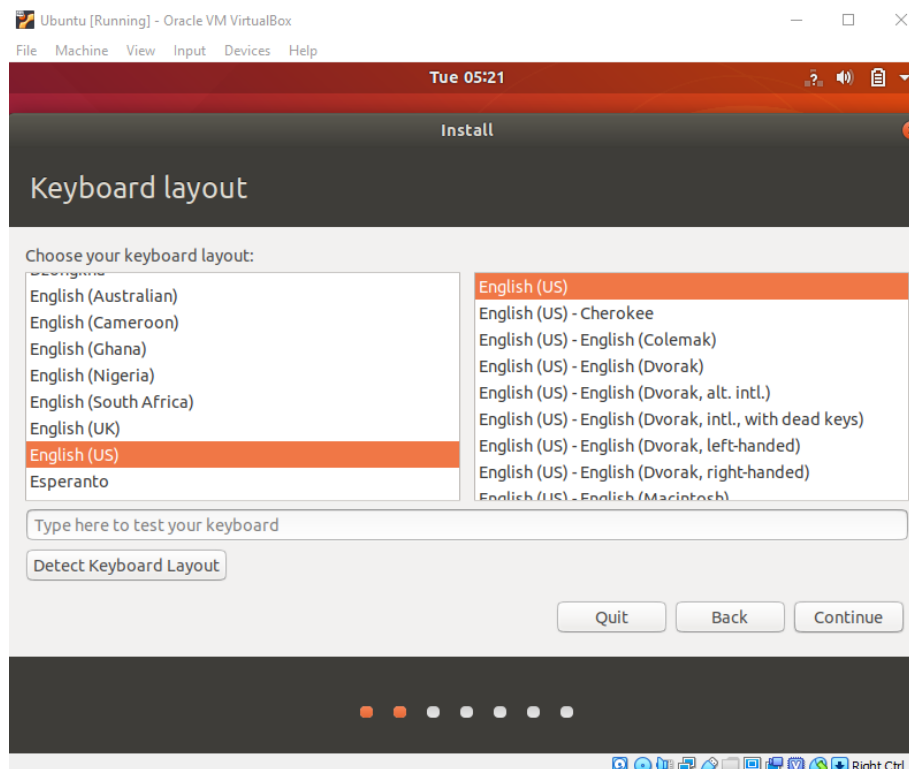 Ubuntu [Running] - Oracle VM VirtualBox
File Machine View Input Devices Help
Tue 05:21
Install
Keyboard layout
Choose your keyboard layout:
English (Australian)
English (Cameroon)
English (Ghana)
English (Nigeria)
English (South Africa)
English (UK)
English (US)
Esperanto
English (US)
English (US) - Cherokee
English (US) - English (Colemak)
English (US) - English (Dvorak)
English (US) - English (Dvorak, alt. intl.)
English (US) - English (Dvorak, intl., with dead keys)
English (US) - English (Dvorak, left-handed)
English (US) - English (Dvorak, right-handed)
English (US) - English (Macintosh)
Type here to test your keyboard
Detect Keyboard Layout
Quit Back Continue
Right Ctrl